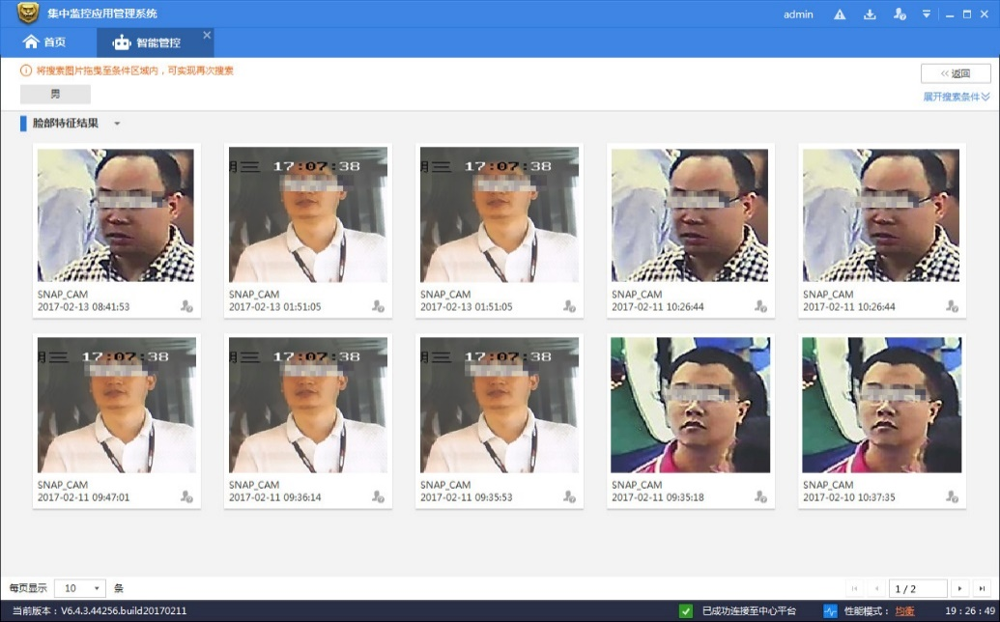 集中监控应用管理系统
admin
首页
智能管控
将搜索图片拖曳至条件区域内，可实现再次搜索
<< 返回
男
展开搜索条件
脸部特征结果
三 17:07:38
三 17:07:38
SNAP_CAM
2017-02-13 08:41:53
SNAP_CAM
2017-02-13 01:51:05
SNAP_CAM
2017-02-13 01:51:05
SNAP_CAM
2017-02-11 10:26:44
SNAP_CAM
2017-02-11 10:26:44
三 17:07:38
三 17:07:38
三 17:07:38
SNAP_CAM
2017-02-11 09:47:01
SNAP_CAM
2017-02-11 09:36:14
SNAP_CAM
2017-02-11 09:35:53
SNAP_CAM
2017-02-11 09:35:18
SNAP_CAM
2017-02-10 10:37:35
每页显示 10 条
1 / 2
当前版本：V6.4.3.44256.build20170211
已成功连接至中心平台
性能模式：均衡
19:26:49